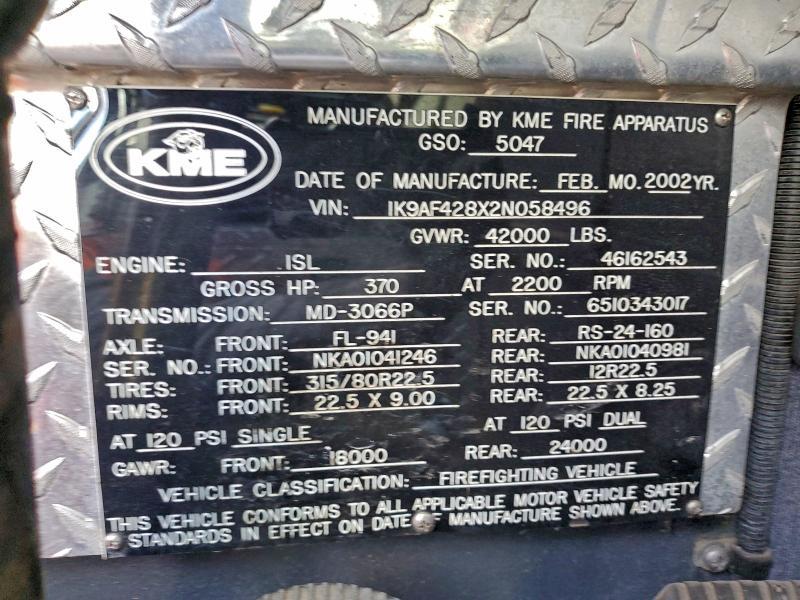 KME
MANUFACTURED BY KME FIRE APPARATUS
GSO: 5047
DATE OF MANUFACTURE: FEB. MO. 2002 YR.
VIN: 1K9AF428X2N058496
GVWR: 42000 LBS.
ENGINE: ISL SER. NO.: 46162543
GROSS HP: 370 AT 2200 RPM
TRANSMISSION: MD-3066P SER. NO.: 6510343017
AXLE: FRONT: FL-941 REAR: RS-24-160
SER. NO.: FRONT: NKA01041246 REAR: NKA01040981
TIRES: FRONT: 315/80R22.5 REAR: 12R22.5
RIMS: FRONT: 22.5 X 9.00 REAR: 22.5 X 8.25
AT 120 PSI SINGLE AT 120 PSI DUAL
GAWR: FRONT: 18000 REAR: 24000
VEHICLE CLASSIFICATION: FIREFIGHTING VEHICLE
THIS VEHICLE CONFORMS TO ALL APPLICABLE MOTOR VEHICLE SAFETY
STANDARDS IN EFFECT ON DATE OF MANUFACTURE SHOWN ABOVE.